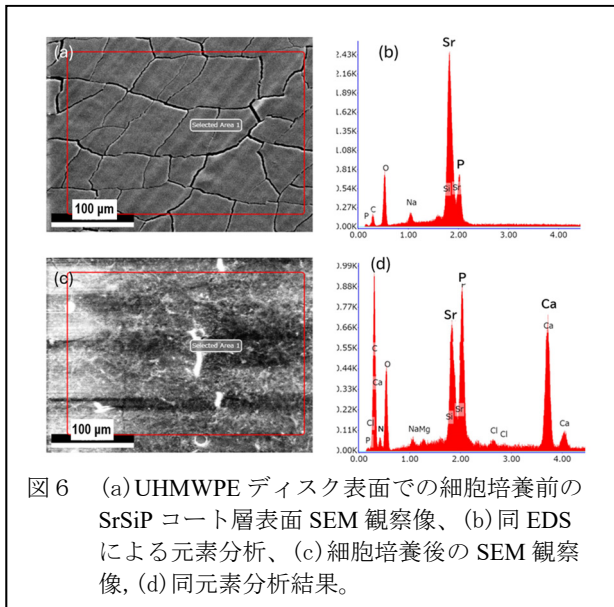 (a)
Selected Area 1
100 μm
(b)
2.43K
2.16K
1.89K
1.62K
1.35K
1.08K
0.81K
0.54K
0.27K
0.00K
Sr
P
O
Si
Sr
P
C
Na
0.00
1.00
2.00
3.00
4.00
(c)
Selected Area 1
100 μm
(d)
0.99K
0.88K
0.77K
0.66K
0.55K
0.44K
0.33K
0.22K
0.11K
0.00K
P
Sr
Ca
Ca
C
O
Ca
Si
Sr
Cl
N
P
NaMg
Cl
Cl
Ca
0.00
1.00
2.00
3.00
4.00
図6 (a)UHMWPE ディスク表面での細胞培養前の
SrSiP コート層表面 SEM 観察像、(b)同 EDS
による元素分析、(c)細胞培養後の SEM 観察
像,(d)同元素分析結果。